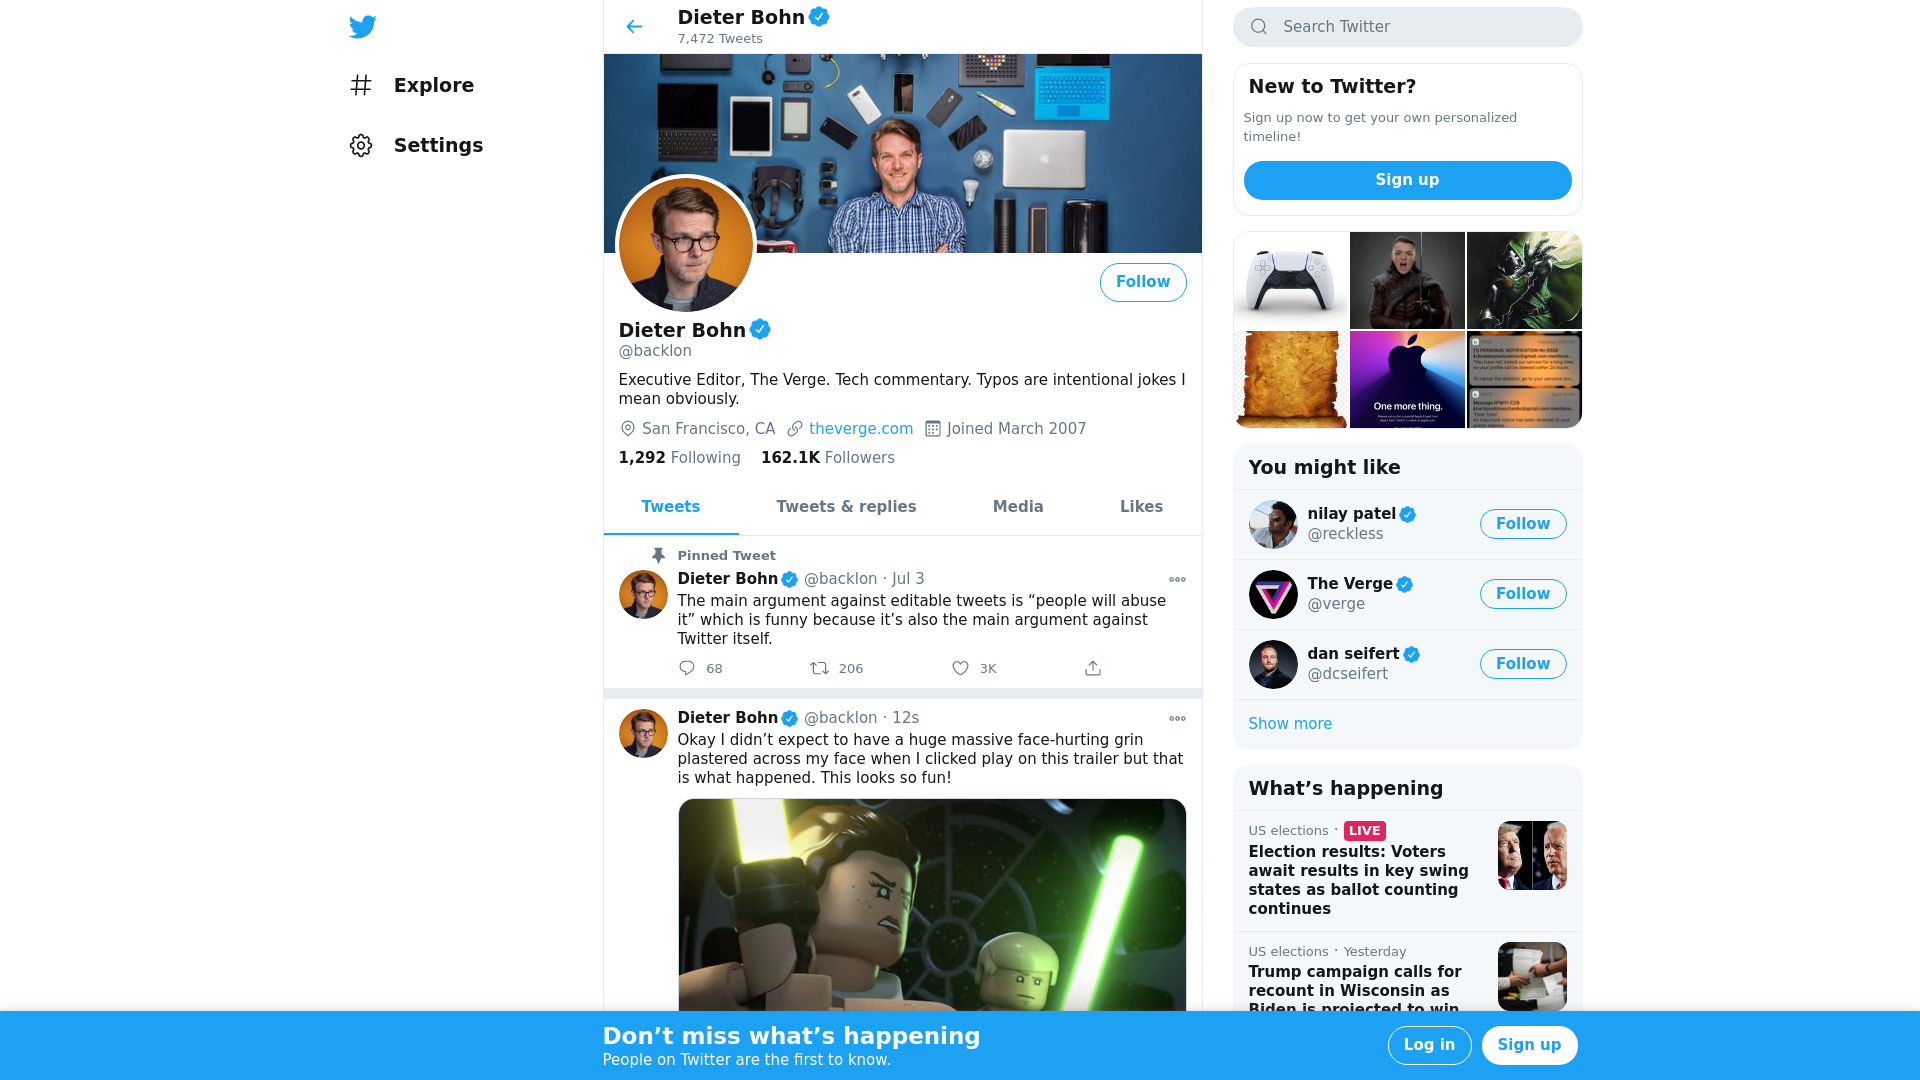 Dieter Bohn
7,472 Tweets
Search Twitter
Explore
Settings
New to Twitter?
Sign up now to get your own personalized
timeline!
Sign up
Follow
Dieter Bohn
@backlon
Executive Editor, The Verge. Tech commentary. Typos are intentional jokes I
mean obviously.
San Francisco, CA theverge.com Joined March 2007
1,292 Following 162.1K Followers
Tweets Tweets & replies Media Likes
Pinned Tweet
Dieter Bohn @backlon · Jul 3
The main argument against editable tweets is “people will abuse
it” which is funny because it’s also the main argument against
Twitter itself.
68 206 3K
Dieter Bohn @backlon · 12s
Okay I didn’t expect to have a huge massive face-hurting grin
plastered across my face when I clicked play on this trailer but that
is what happened. This looks so fun!
One more thing.
You might like
nilay patel
@reckless
Follow
The Verge
@verge
Follow
dan seifert
@dcseifert
Follow
Show more
What’s happening
US elections · LIVE
Election results: Voters
await results in key swing
states as ballot counting
continues
US elections · Yesterday
Trump campaign calls for
recount in Wisconsin as
Biden is projected to win
Don’t miss what’s happening
People on Twitter are the first to know.
Log in
Sign up